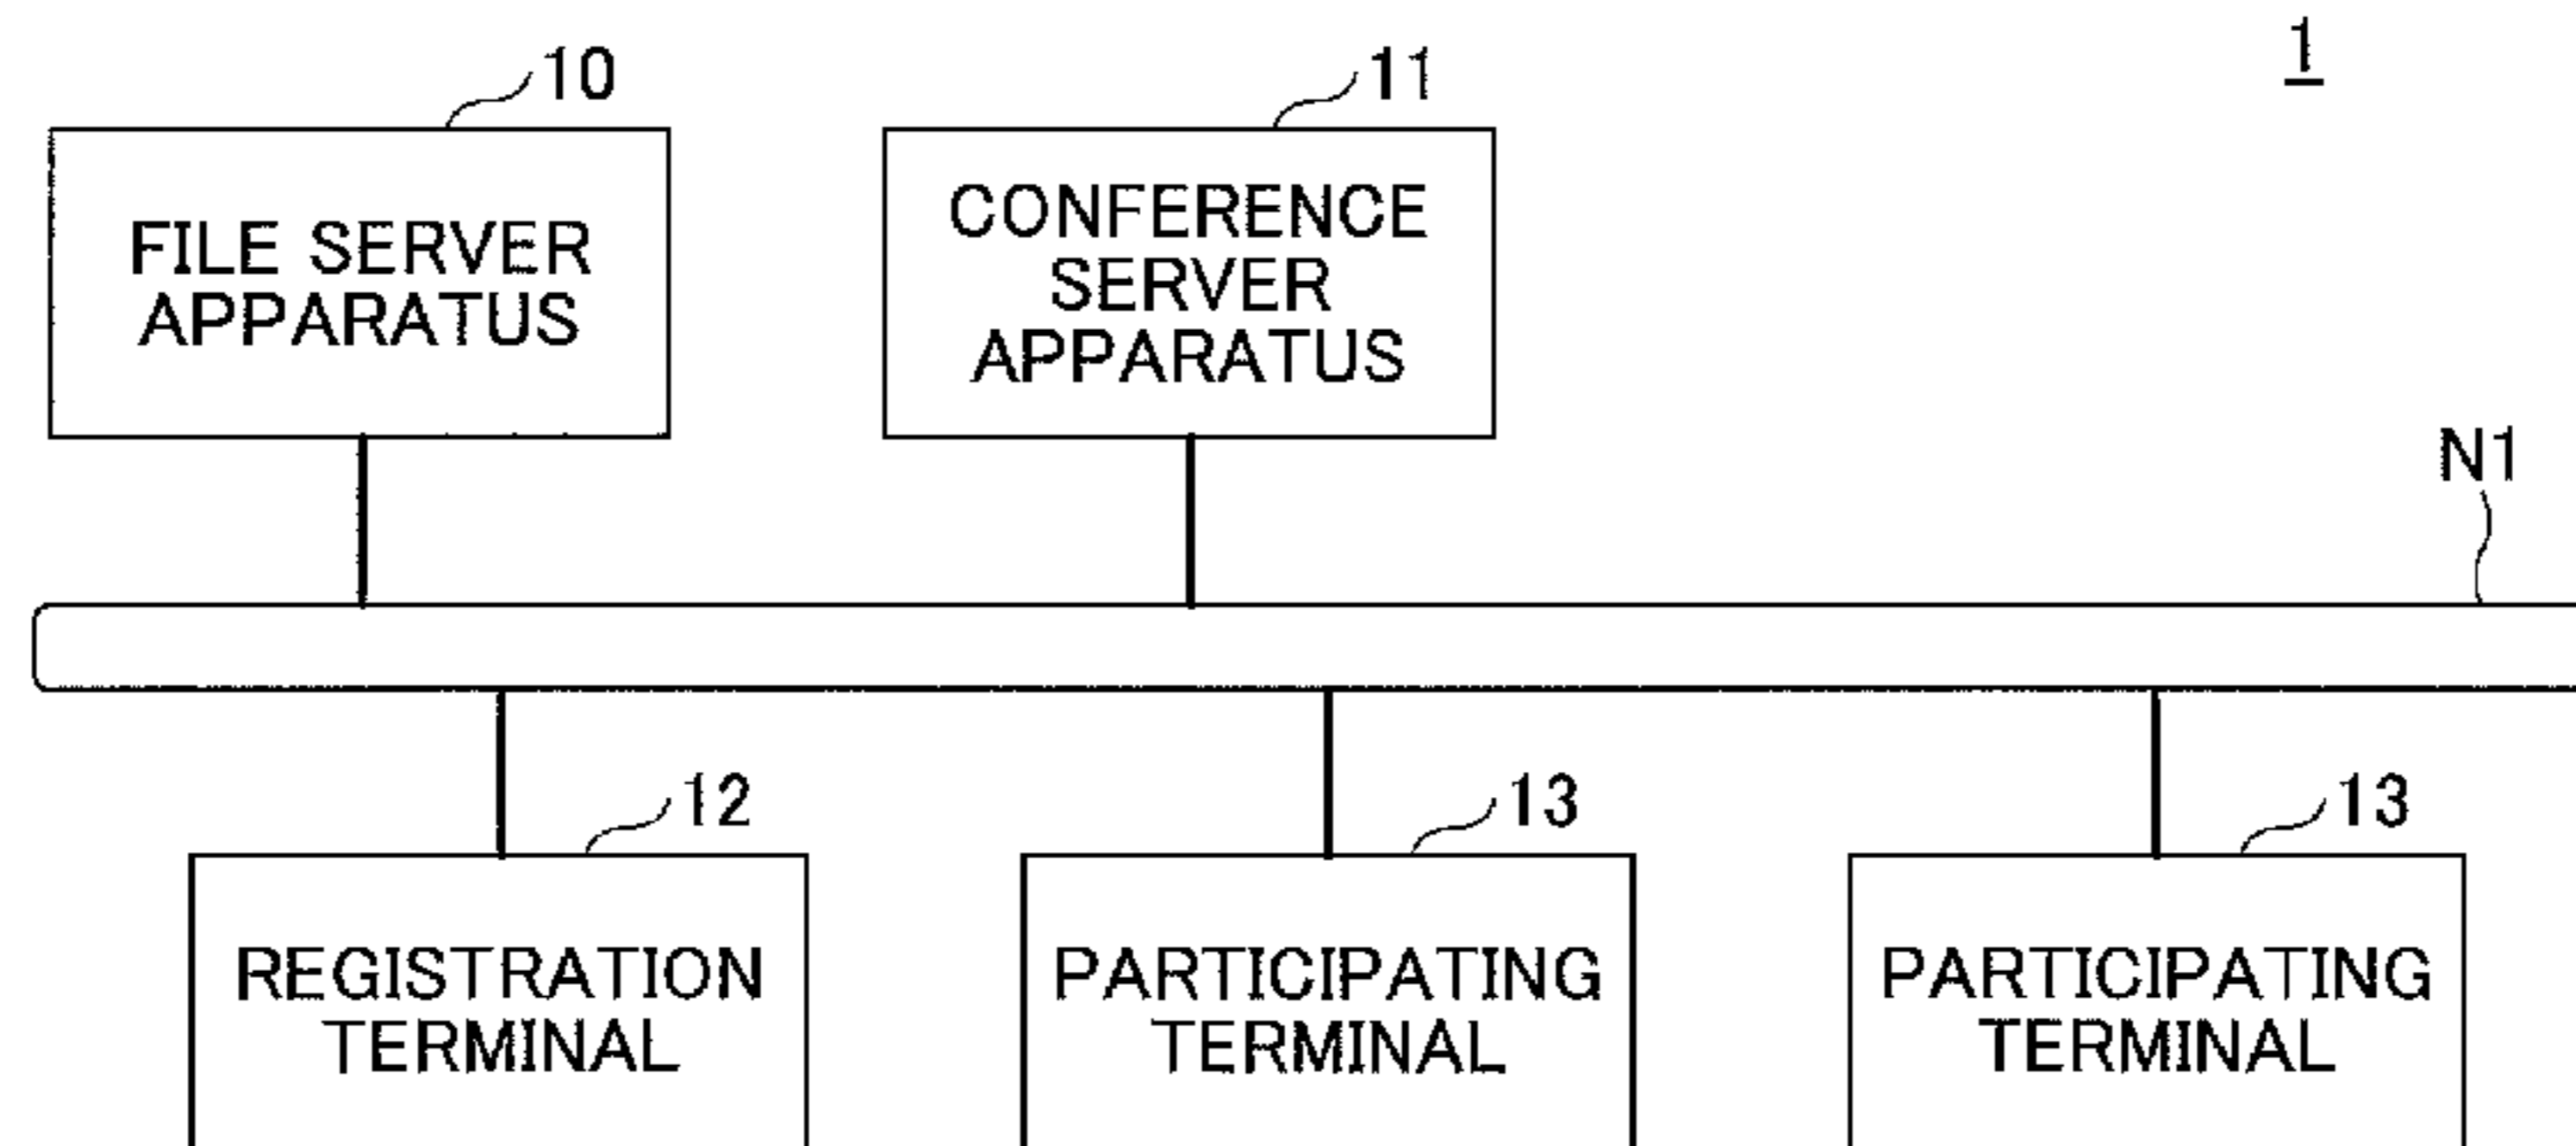 1
10
11
FILE SERVER
APPARATUS
CONFERENCE
SERVER
APPARATUS
N1
12
13
13
REGISTRATION
TERMINAL
PARTICIPATING
TERMINAL
PARTICIPATING
TERMINAL